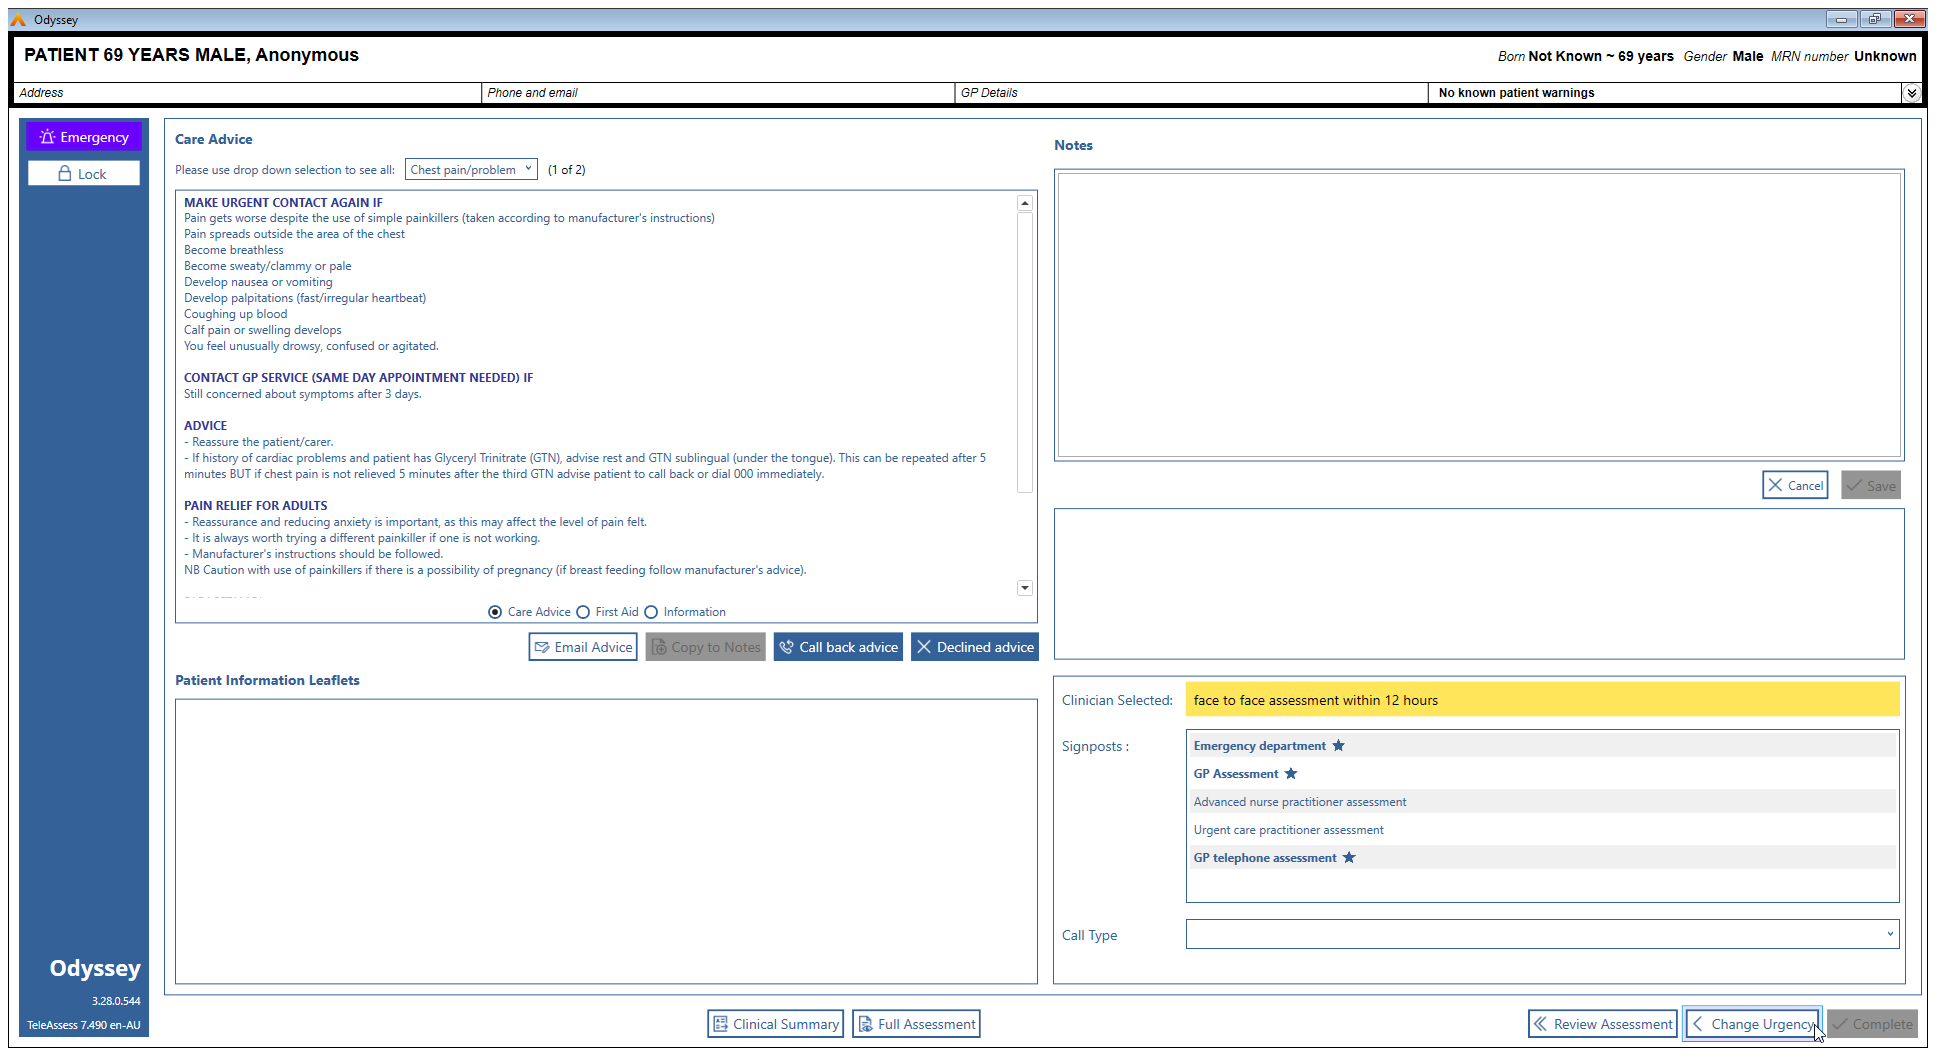 Odyssey
PATIENT 69 YEARS MALE, Anonymous
Born Not Known ~ 69 years Gender Male MRN number Unknown
Address
Phone and email
GP Details
No known patient warnings
Emergency
Lock
Care Advice
Please use drop down selection to see all: Chest pain/problem (1 of 2)
MAKE URGENT CONTACT AGAIN IF
Pain gets worse despite the use of simple painkillers (taken according to manufacturer's instructions)
Pain spreads outside the area of the chest
Become breathless
Become sweaty/clammy or pale
Develop nausea or vomiting
Develop palpitations (fast/irregular heartbeat)
Coughing up blood
Calf pain or swelling develops
You feel unusually drowsy, confused or agitated.
CONTACT GP SERVICE (SAME DAY APPOINTMENT NEEDED) IF
Still concerned about symptoms after 3 days.
ADVICE
- Reassure the patient/carer.
- If history of cardiac problems and patient has Glyceryl Trinitrate (GTN), advise rest and GTN sublingual (under the tongue). This can be repeated after 5
minutes BUT if chest pain is not relieved 5 minutes after the third GTN advise patient to call back or dial 000 immediately.
PAIN RELIEF FOR ADULTS
- Reassurance and reducing anxiety is important, as this may affect the level of pain felt.
- It is always worth trying a different painkiller if one is not working.
- Manufacturer's instructions should be followed.
NB Caution with use of painkillers if there is a possibility of pregnancy (if breast feeding follow manufacturer's advice).
Care Advice First Aid Information
Email Advice Copy to Notes Call back advice Declined advice
Patient Information Leaflets
Notes
Cancel Save
Clinician Selected: face to face assessment within 12 hours
Signposts :
Emergency department ★
GP Assessment ★
Advanced nurse practitioner assessment
Urgent care practitioner assessment
GP telephone assessment ★
Call Type
Odyssey
3.28.0.544
TeleAssess 7.490 en-AU
Clinical Summary Full Assessment Review Assessment Change Urgency Complete